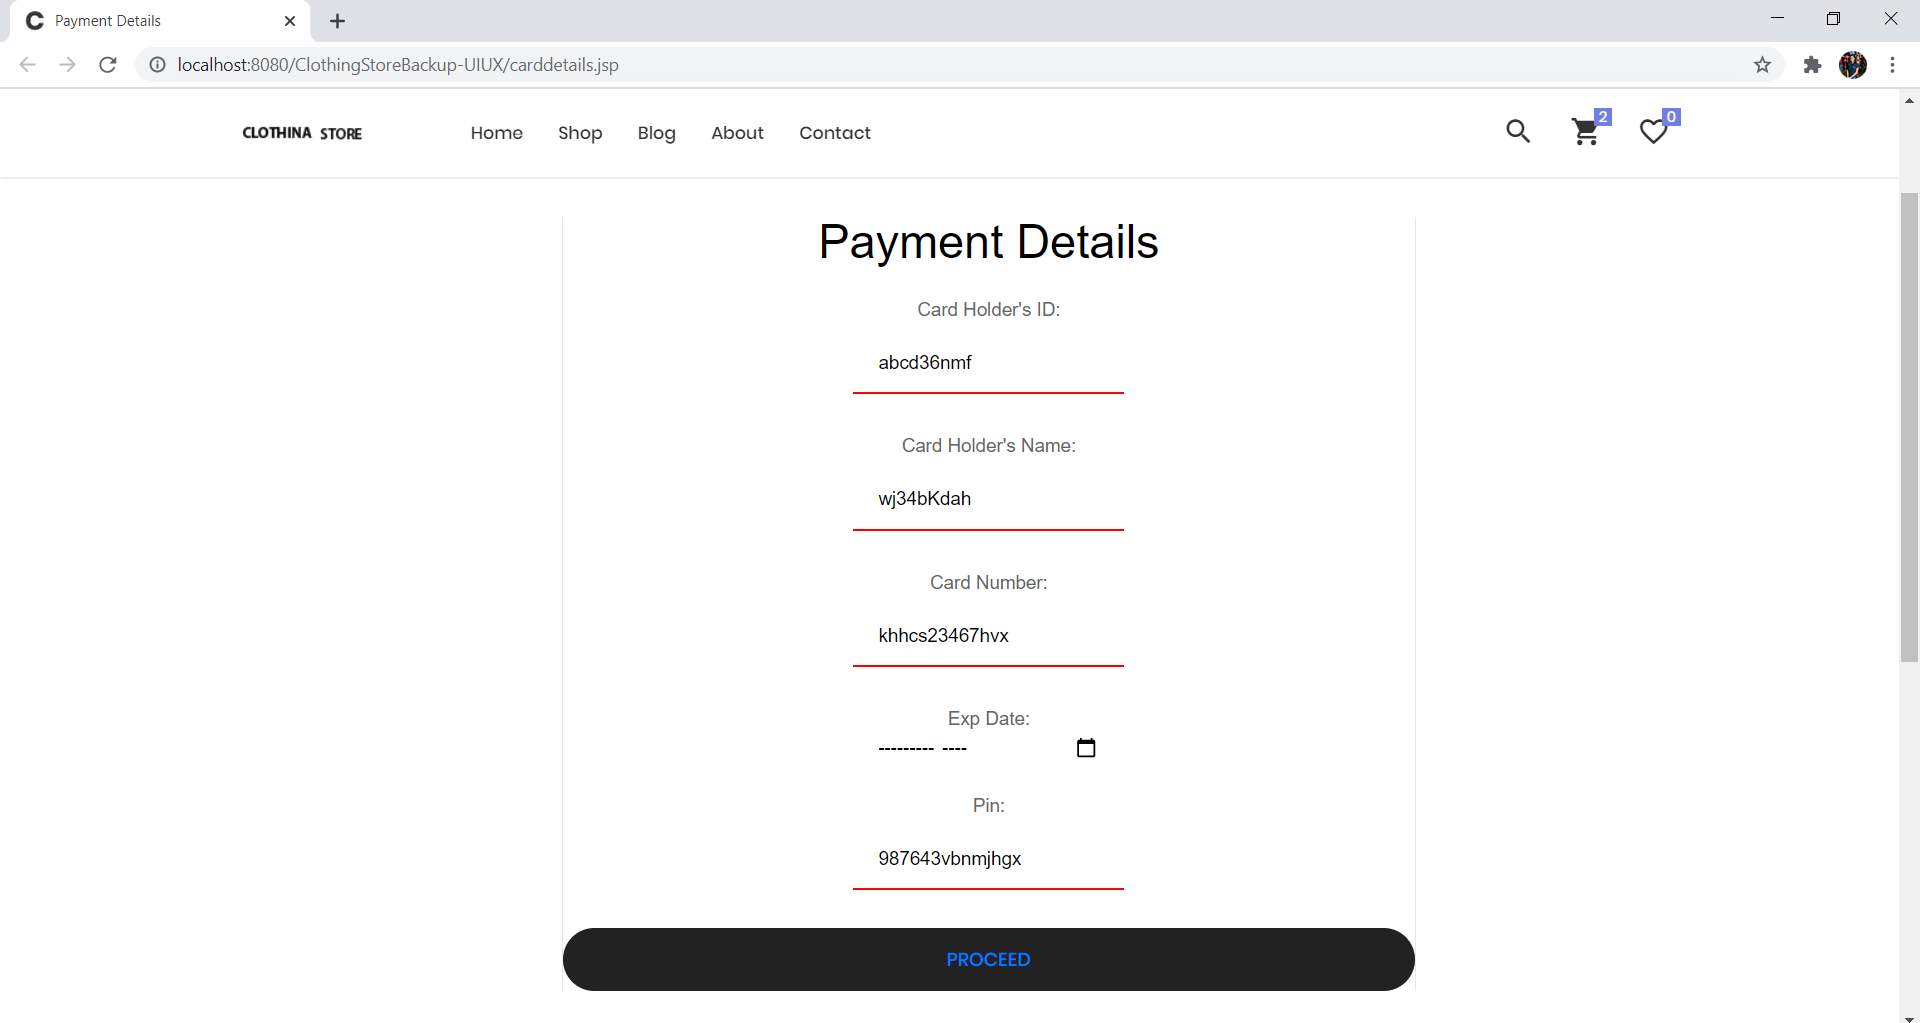 Payment Details
localhost:8080/ClothingStoreBackup-UIUX/carddetails.jsp
CLOTHINA STORE Home Shop Blog About Contact 2 0
Payment Details
Card Holder's ID:
abcd36nmf
Card Holder's Name:
wj34bKdah
Card Number:
khhcs23467hvx
Exp Date:
--------- ----
Pin:
987643vbnmjhgx
PROCEED